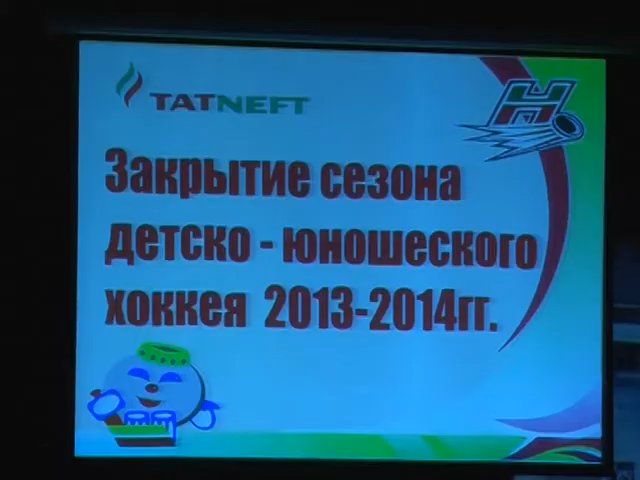 TATNEFT
Н
Закрытие сезона
детско - юношеского
хоккея 2013-2014гг.